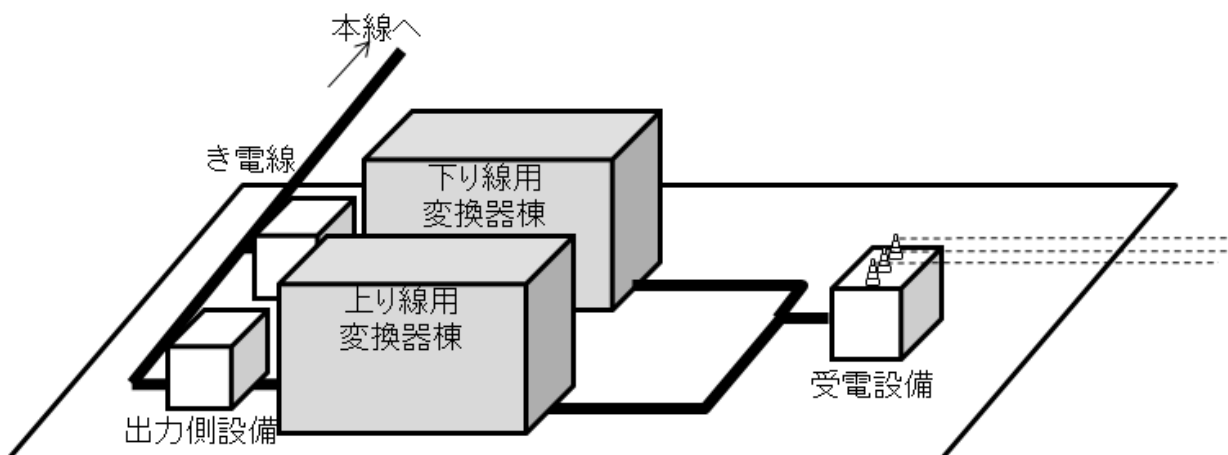 本線へ
き電線
下り線用
変換器棟
上り線用
変換器棟
受電設備
出力側設備